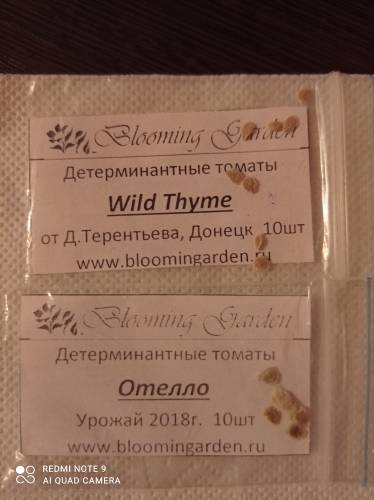 Blooming Garden
Детерминантные томаты
Wild Thyme
от Д.Терентьева, Донецк 10шт
www.bloomingarden.ru
Blooming Garden
Детерминантные томаты
Отелло
Урожай 2018г. 10шт
www.bloomingarden.ru
REDMI NOTE 9
AI QUAD CAMERA